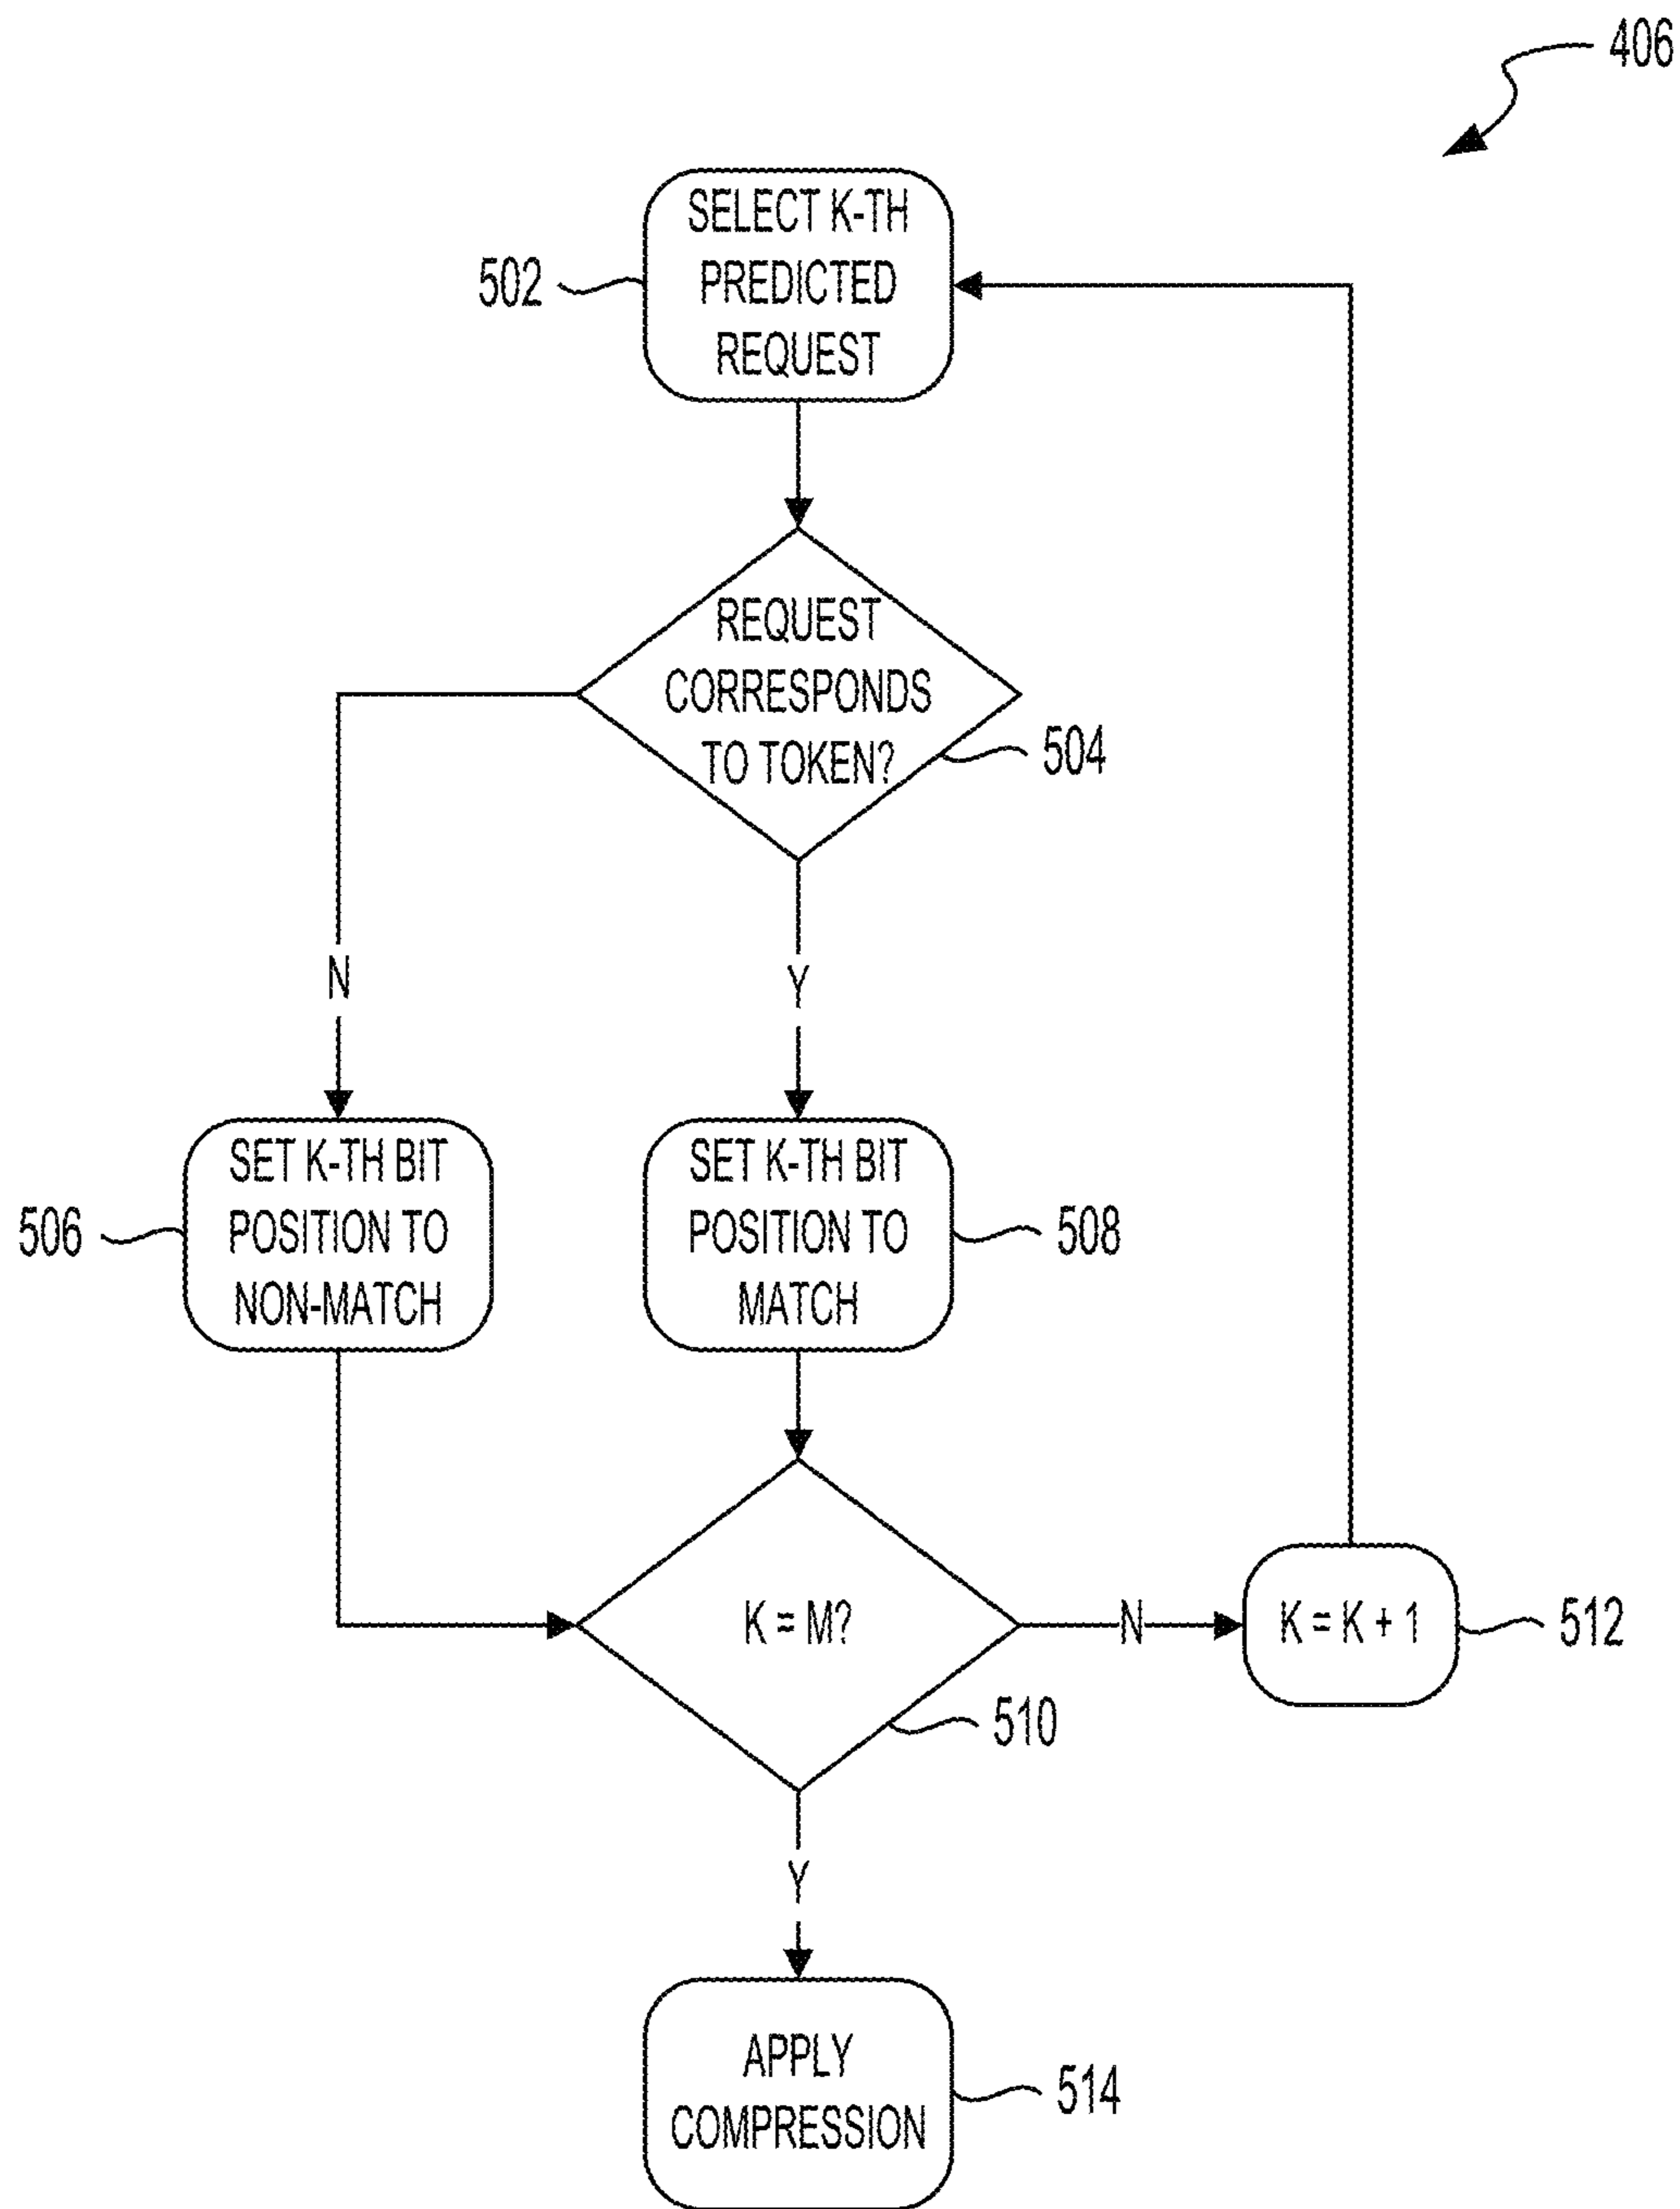 406
SELECT K-TH
PREDICTED
REQUEST
502
REQUEST
CORRESPONDS
TO TOKEN?
504
N
Y
SET K-TH BIT
POSITION TO
NON-MATCH
506
SET K-TH BIT
POSITION TO
MATCH
508
K = M?
N
K = K + 1
512
510
Y
APPLY
COMPRESSION
514